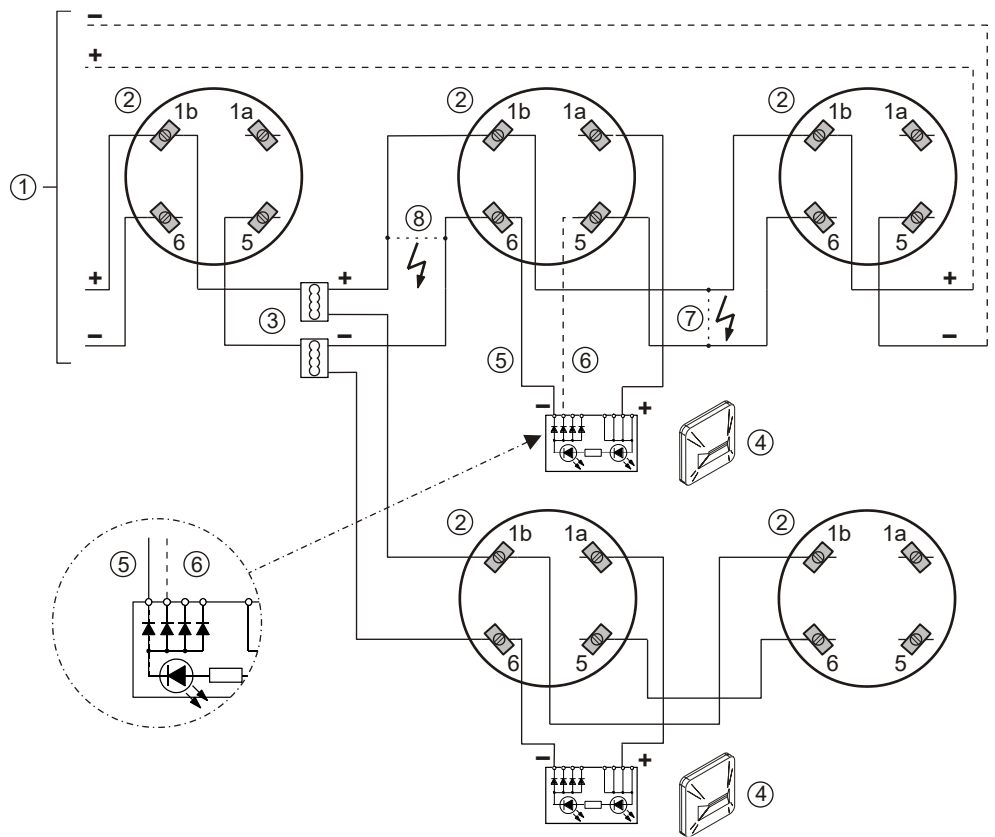 −
+
② 1b 1a ② 1b 1a ② 1b 1a
①
6 5 ⑧ 6 5 6 5
+ + +
③ ⑦
− − −
⑤ ⑥
− +
④
② 1b 1a ② 1b 1a
⑤ ⑥
6 5 6 5
− +
④